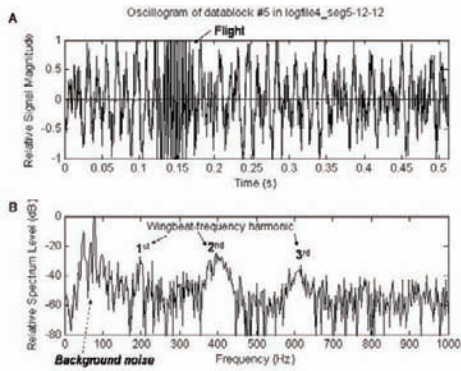 Oscillogram of datablock #5 in logfile4_seg5-12-12
A
Flight
Relative Signal Magnitude
1
0.5
0
-0.5
-1
0 0.05 0.1 0.15 0.2 0.25 0.3 0.35 0.4 0.45 0.5
Time (s)
B
Wingbeat-frequency harmonic
1st 2nd 3rd
Relative Spectrum Level (dB)
0
-20
-40
-60
-80
0 100 200 300 400 500 600 700 800 900 1000
Background noise
Frequency (Hz)